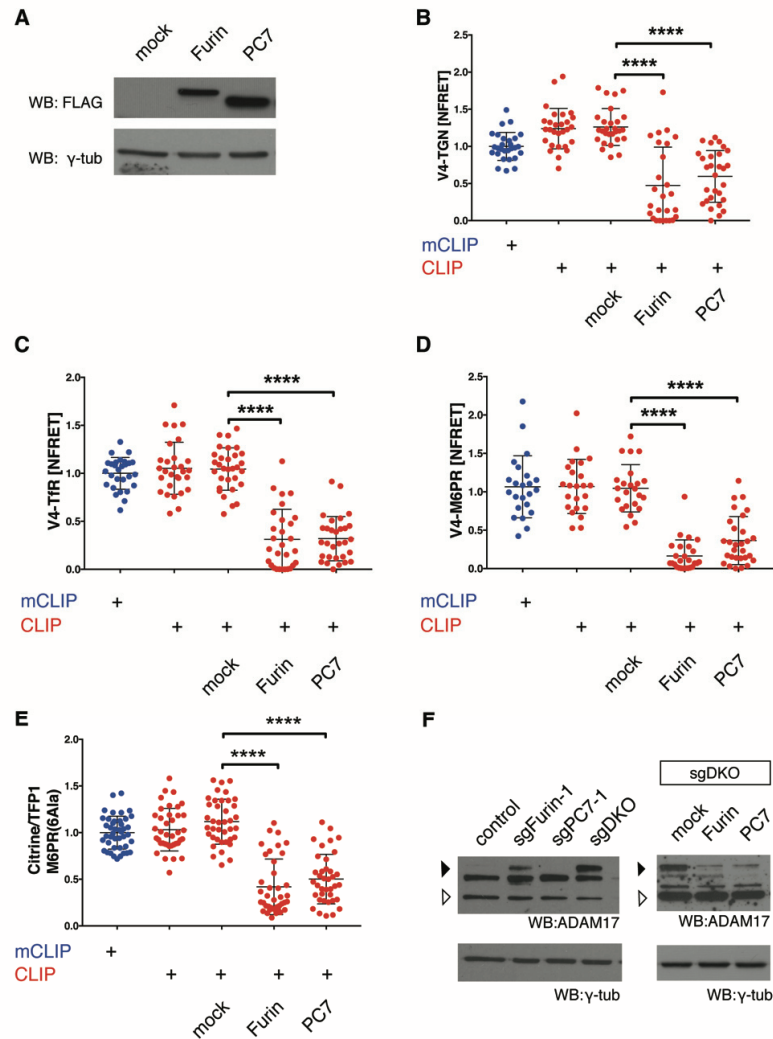 A
mock
Furin
PC7
WB: FLAG
WB: γ-tub
B
V4-TGN [NFRET]
2.5
2.0
1.5
1.0
0.5
0.0
****
****
mCLIP +
CLIP + + + +
mock
Furin
PC7
C
V4-TfR [NFRET]
2.0
1.5
1.0
0.5
0.0
****
****
mCLIP +
CLIP + + + +
mock
Furin
PC7
D
V4-M6PR [NFRET]
2.5
2.0
1.5
1.0
0.5
0.0
****
****
mCLIP +
CLIP + + + +
mock
Furin
PC7
E
Citrine/TFP1
M6PR(6Ala)
2.0
1.5
1.0
0.5
0.0
****
****
mCLIP +
CLIP + + + +
mock
Furin
PC7
F
control
sgFurin-1
sgPC7-1
sgDKO
WB:ADAM17
WB:γ-tub
sgDKO
mock
Furin
PC7
WB:ADAM17
WB:γ-tub